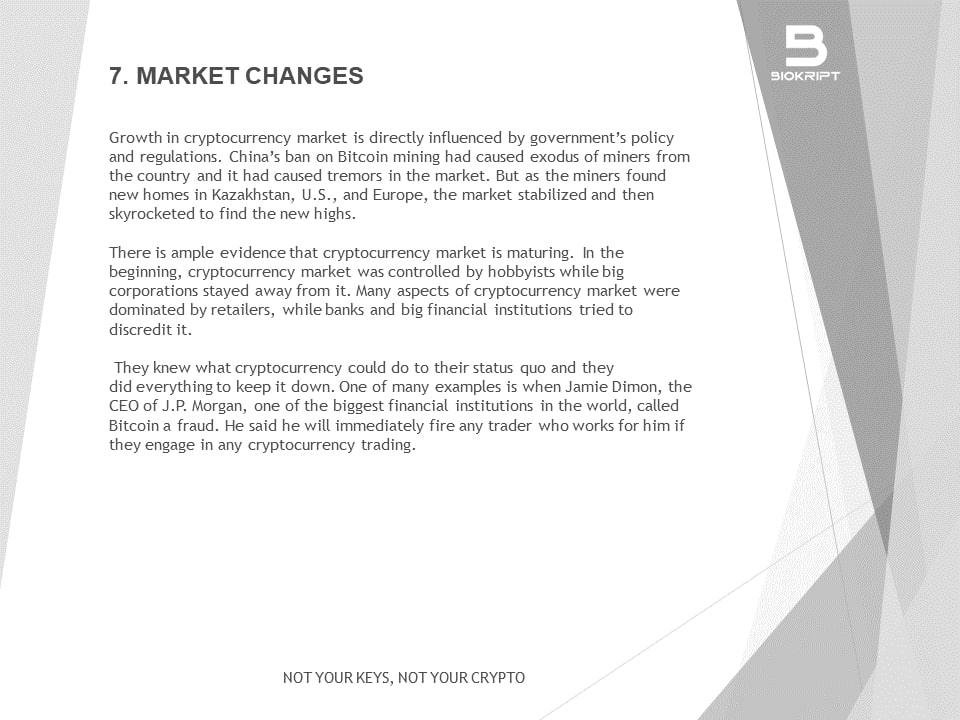 BIOKRIPT
7. MARKET CHANGES
Growth in cryptocurrency market is directly influenced by government’s policy
and regulations. China’s ban on Bitcoin mining had caused exodus of miners from
the country and it had caused tremors in the market. But as the miners found
new homes in Kazakhstan, U.S., and Europe, the market stabilized and then
skyrocketed to find the new highs.
There is ample evidence that cryptocurrency market is maturing. In the
beginning, cryptocurrency market was controlled by hobbyists while big
corporations stayed away from it. Many aspects of cryptocurrency market were
dominated by retailers, while banks and big financial institutions tried to
discredit it.
They knew what cryptocurrency could do to their status quo and they
did everything to keep it down. One of many examples is when Jamie Dimon, the
CEO of J.P. Morgan, one of the biggest financial institutions in the world, called
Bitcoin a fraud. He said he will immediately fire any trader who works for him if
they engage in any cryptocurrency trading.
NOT YOUR KEYS, NOT YOUR CRYPTO